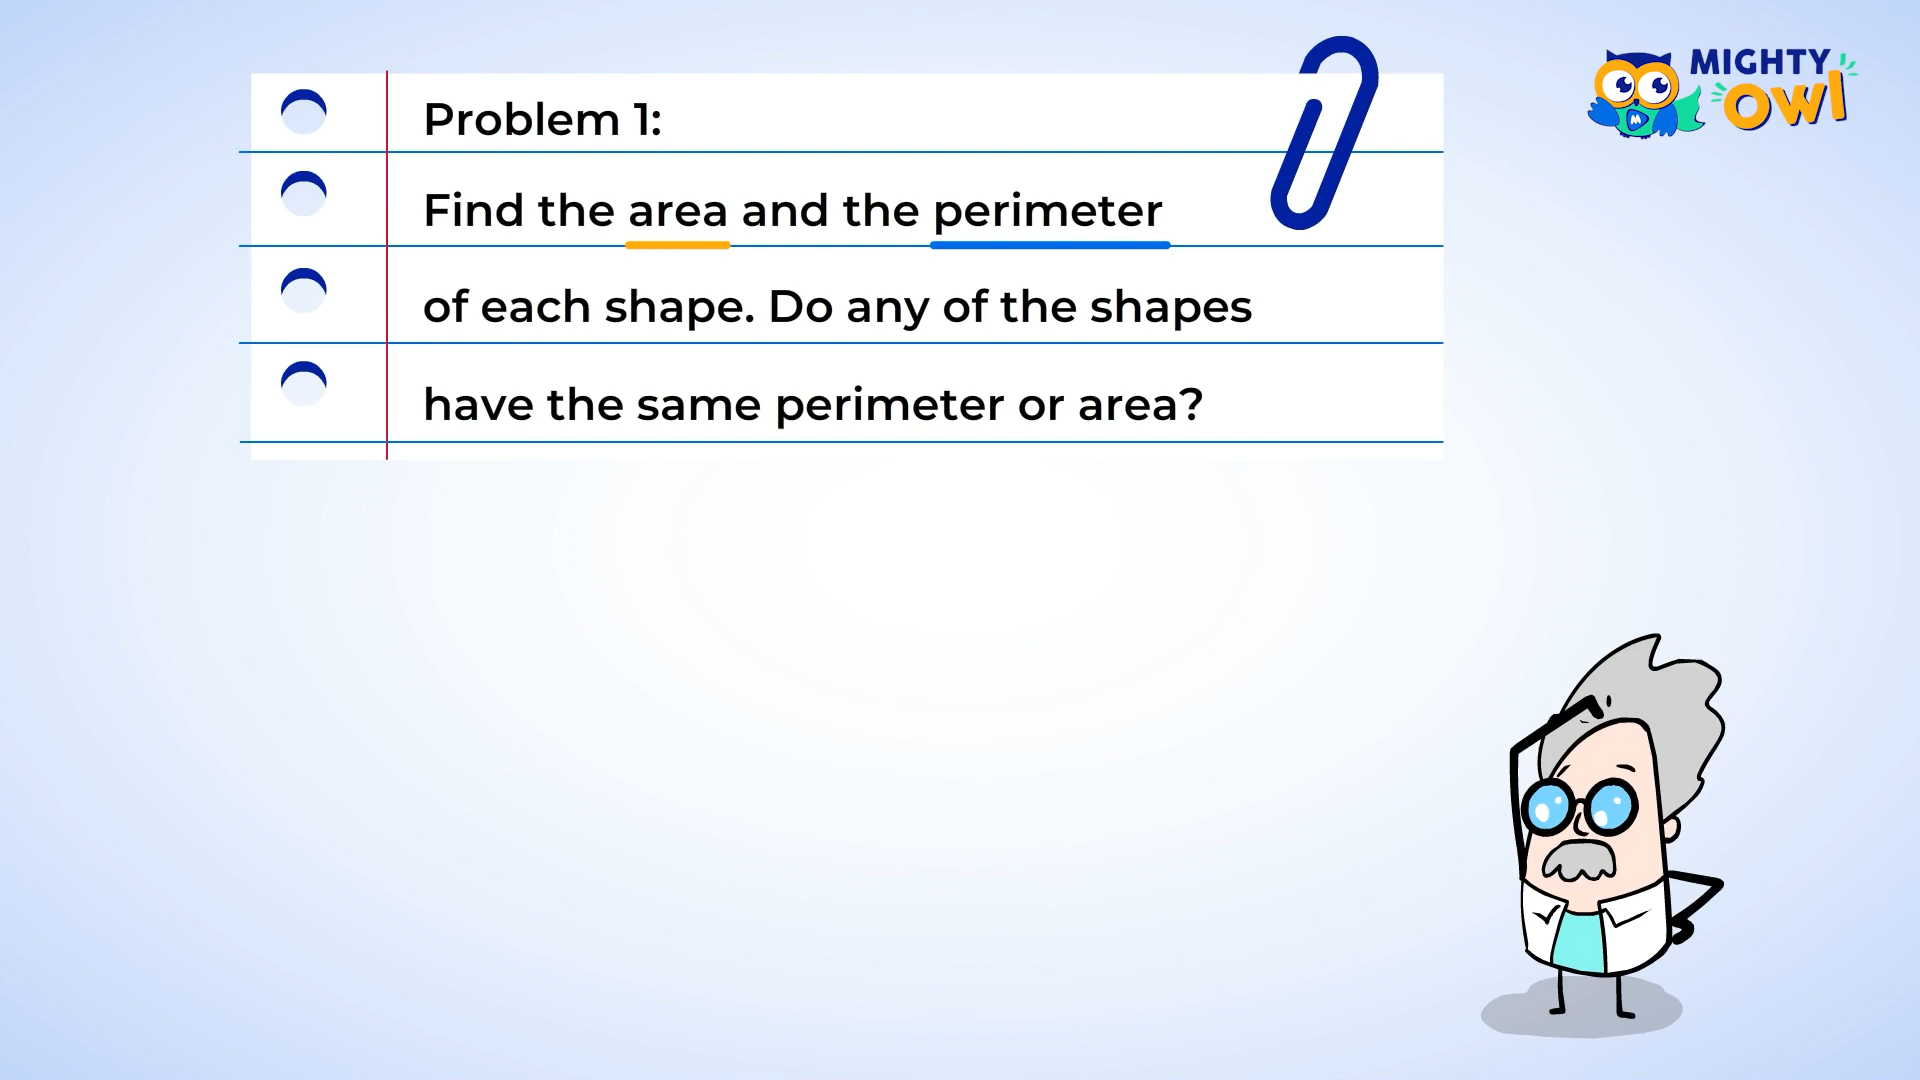 MIGHTY
Owl
M
Problem 1:
Find the area and the perimeter
of each shape. Do any of the shapes
have the same perimeter or area?